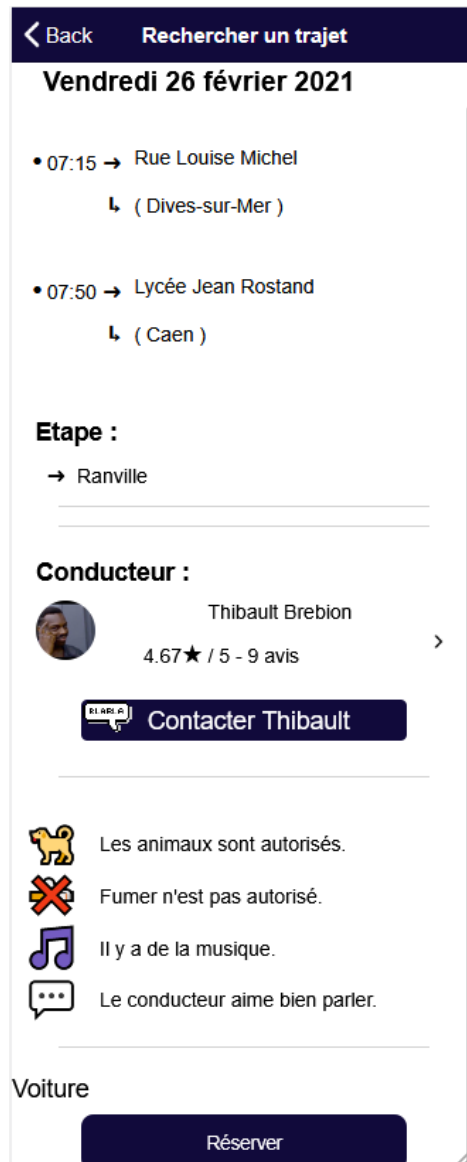 Back Rechercher un trajet
Vendredi 26 février 2021
• 07:15 → Rue Louise Michel
↳ ( Dives-sur-Mer )
• 07:50 → Lycée Jean Rostand
↳ ( Caen )
Etape :
→ Ranville
Conducteur :
Thibault Brebion
4.67★ / 5 - 9 avis
BLABLA Contacter Thibault
Les animaux sont autorisés.
Fumer n'est pas autorisé.
Il y a de la musique.
Le conducteur aime bien parler.
Voiture
Réserver